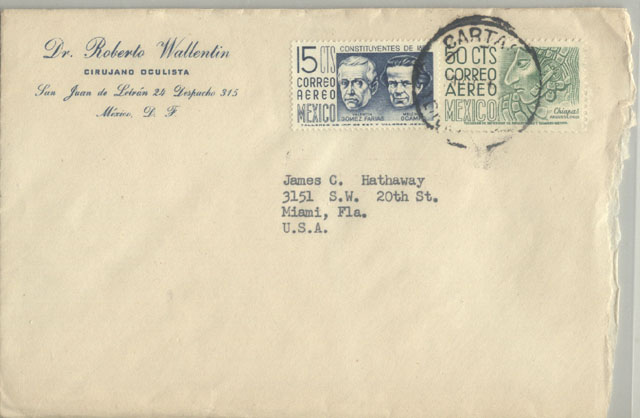 Dr. Roberto Wallentin
CIRUJANO OCULISTA
San Juan de Letrán 24 Despacho 315
México, D. F
15 CTS
CONSTITUYENTES DE
CORREO
AEREO
MEXICO
GOMEZ FARIAS
CARTA
50 CTS
CORREO
AEREO
MEXICO
Chiapas
James C. Hathaway
3151 S.W. 20th St.
Miami, Fla.
U.S.A.